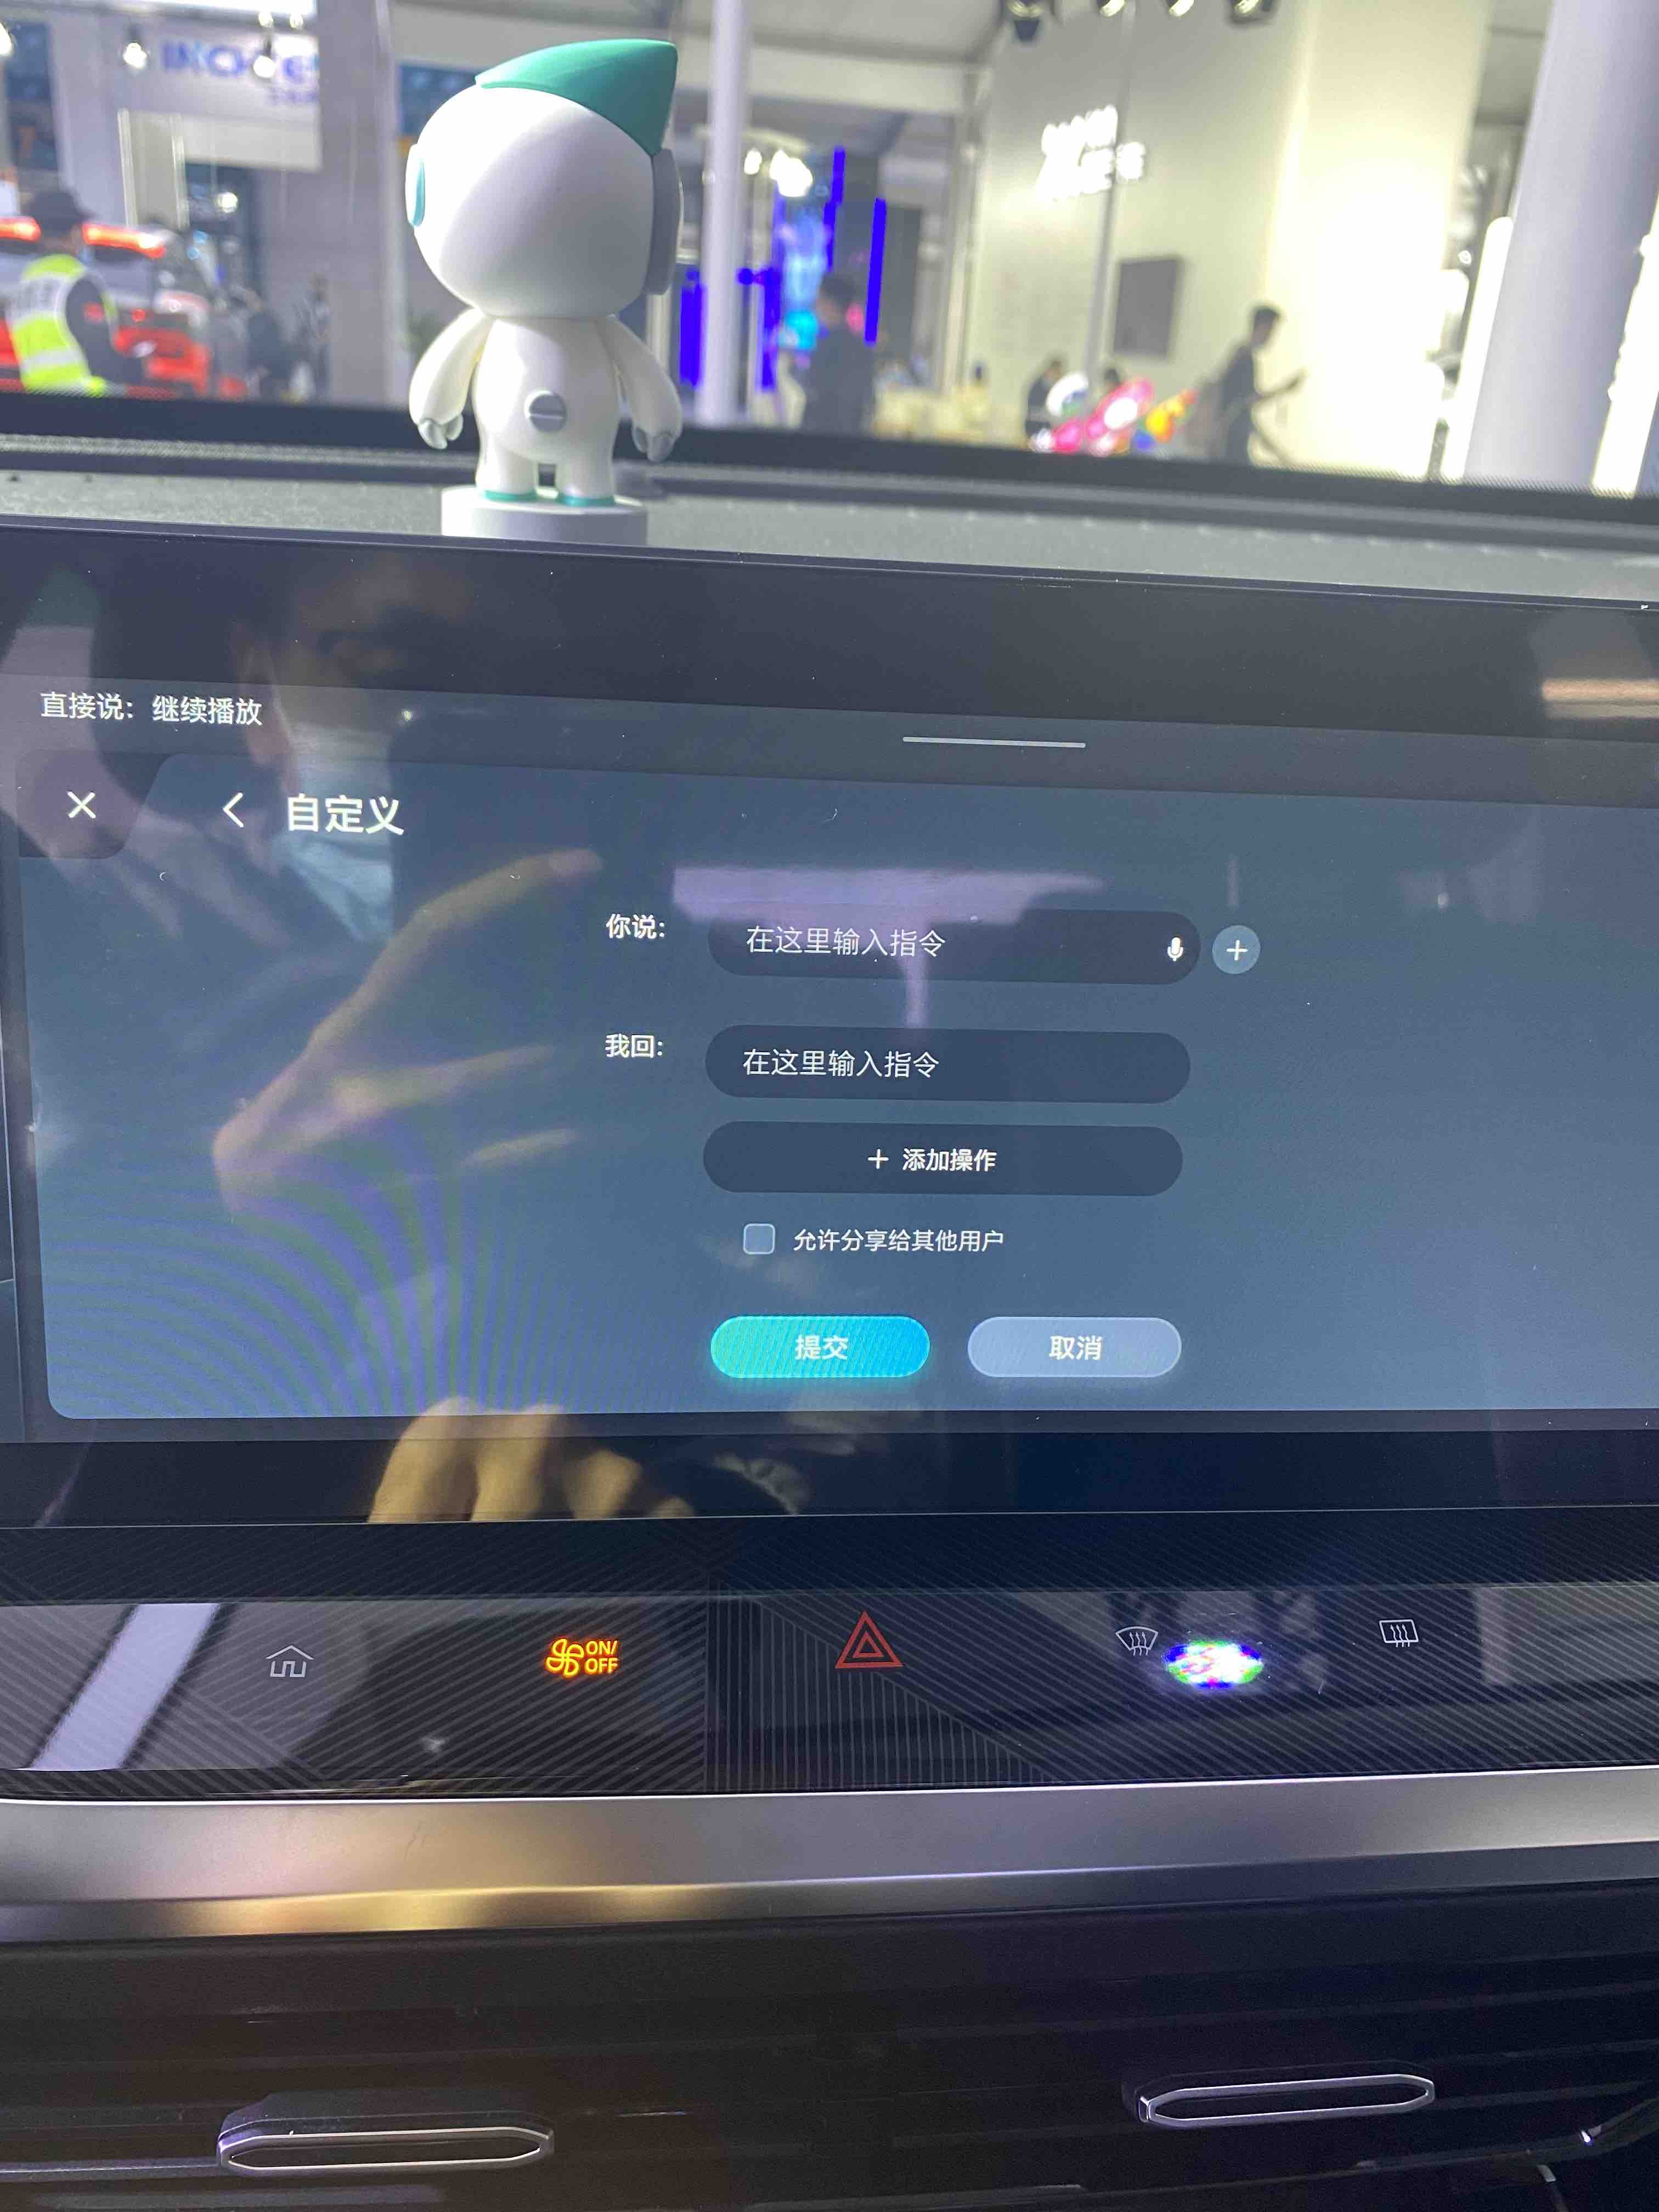 直接说：继续播放
自定义
你说：
在这里输入指令
我回：
在这里输入指令
+ 添加操作
允许分享给其他用户
提交
取消
ON/
OFF